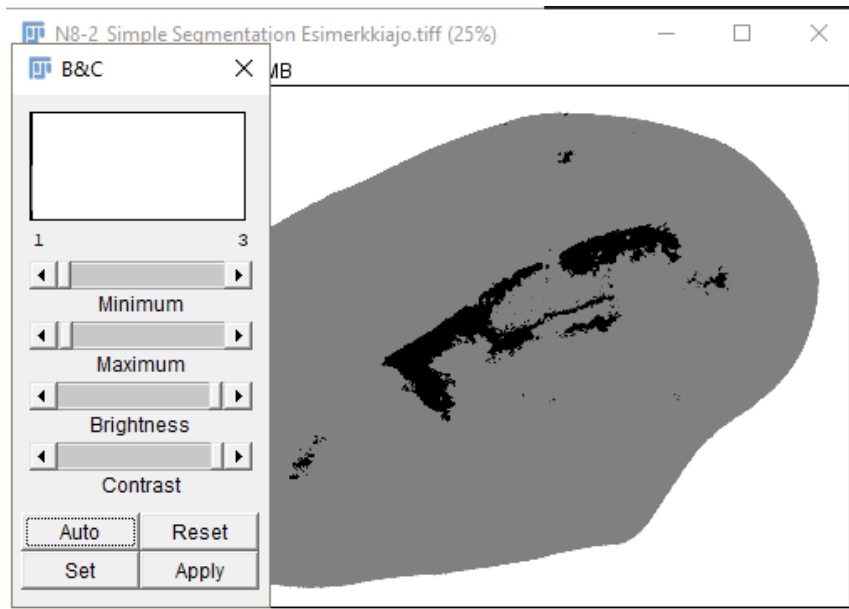 N8-2_Simple Segmentation Esimerkkiajo.tiff (25%)
B&C
MB
1 3
Minimum
Maximum
Brightness
Contrast
Auto Reset
Set Apply